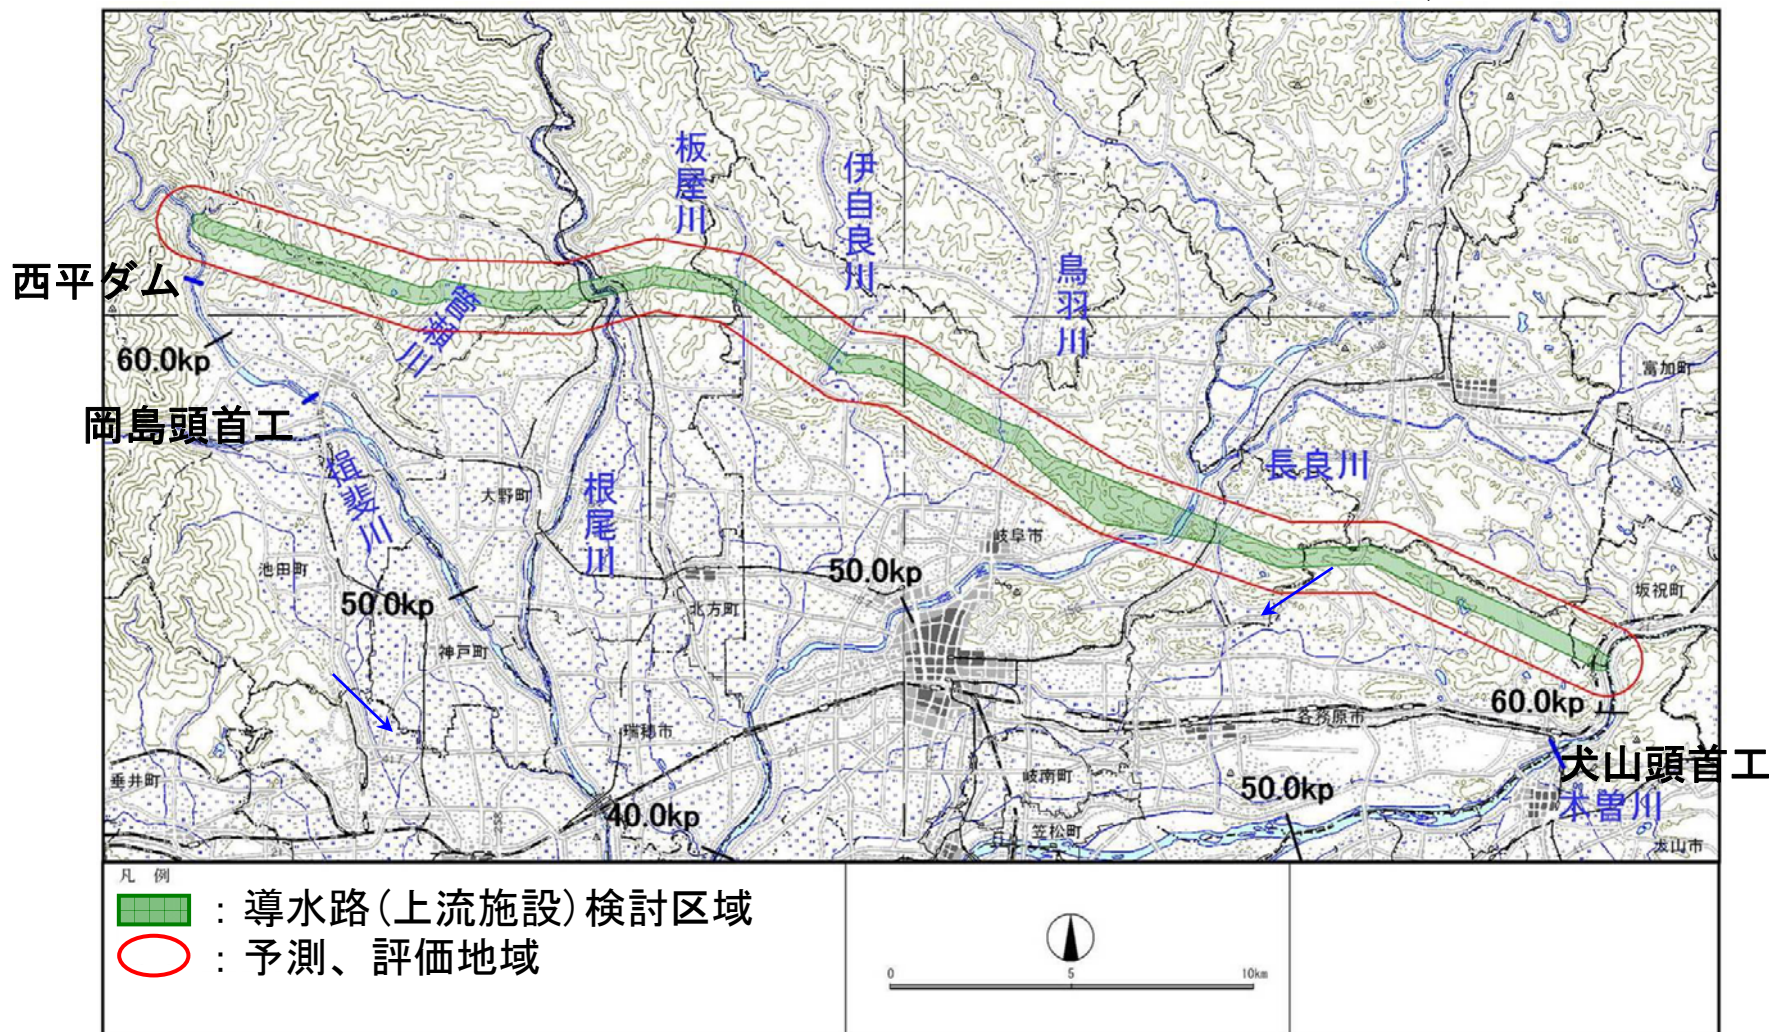 板屋川
伊自良川
鳥羽川
西平ダム
管瀬川
60.0kp
富加町
岡島頭首工
揖斐川
大野町
根尾川
長良川
岐阜市
池田町
50.0kp
50.0kp
北方町
坂祝町
神戸町
60.0kp
瑞穂市
各務原市
垂井町
岐南町
犬山頭首工
50.0kp
木曽川
40.0kp
笠松町
犬山市
凡 例
：導水路(上流施設)検討区域
：予測、評価地域
0 5 10km